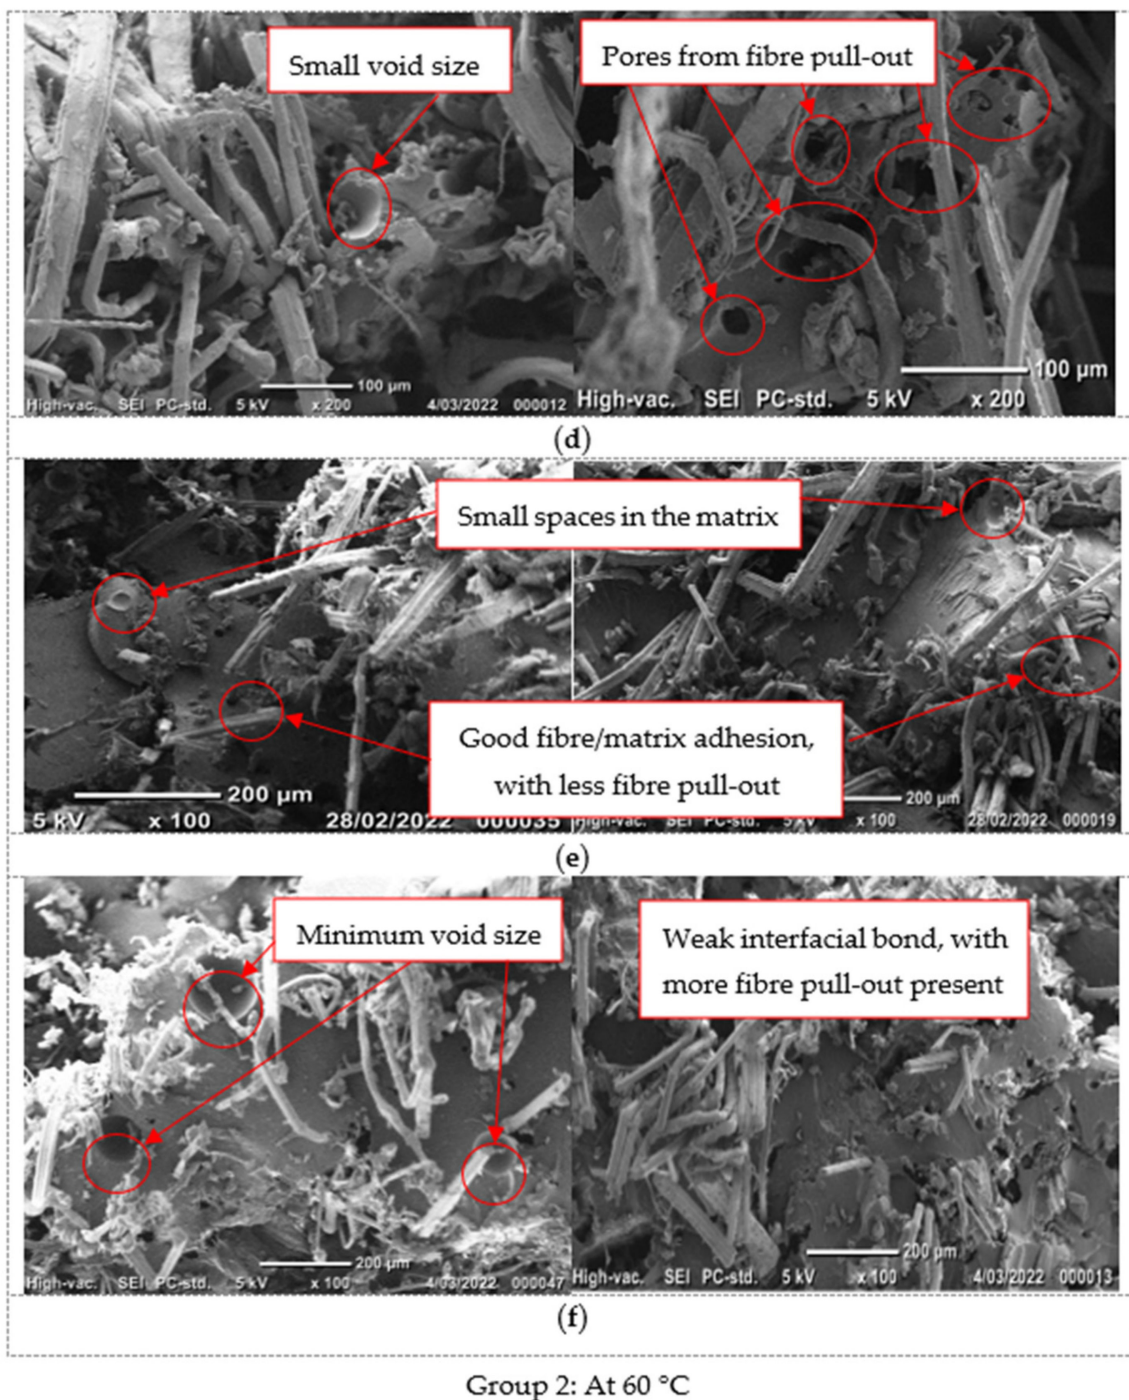 Small void size
Pores from fibre pull-out
100 µm
High-vac. SEI PC-std. 5 kV x 200 4/03/2022 000012
100 µm
High-vac. SEI PC-std. 5 kV x 200
(d)
Small spaces in the matrix
Good fibre/matrix adhesion,
with less fibre pull-out
200 µm
5 kV x 100 28/02/2022 000035
200 µm
High-vac. SEI PC-std. 5 kV x 100 28/02/2022 000019
(e)
Minimum void size
Weak interfacial bond, with
more fibre pull-out present
200 µm
High-vac. SEI PC-std. 5 kV x 100 4/03/2022 000047
200 µm
High-vac. SEI PC-std. 5 kV x 100 4/03/2022 000013
(f)
Group 2: At 60 °C